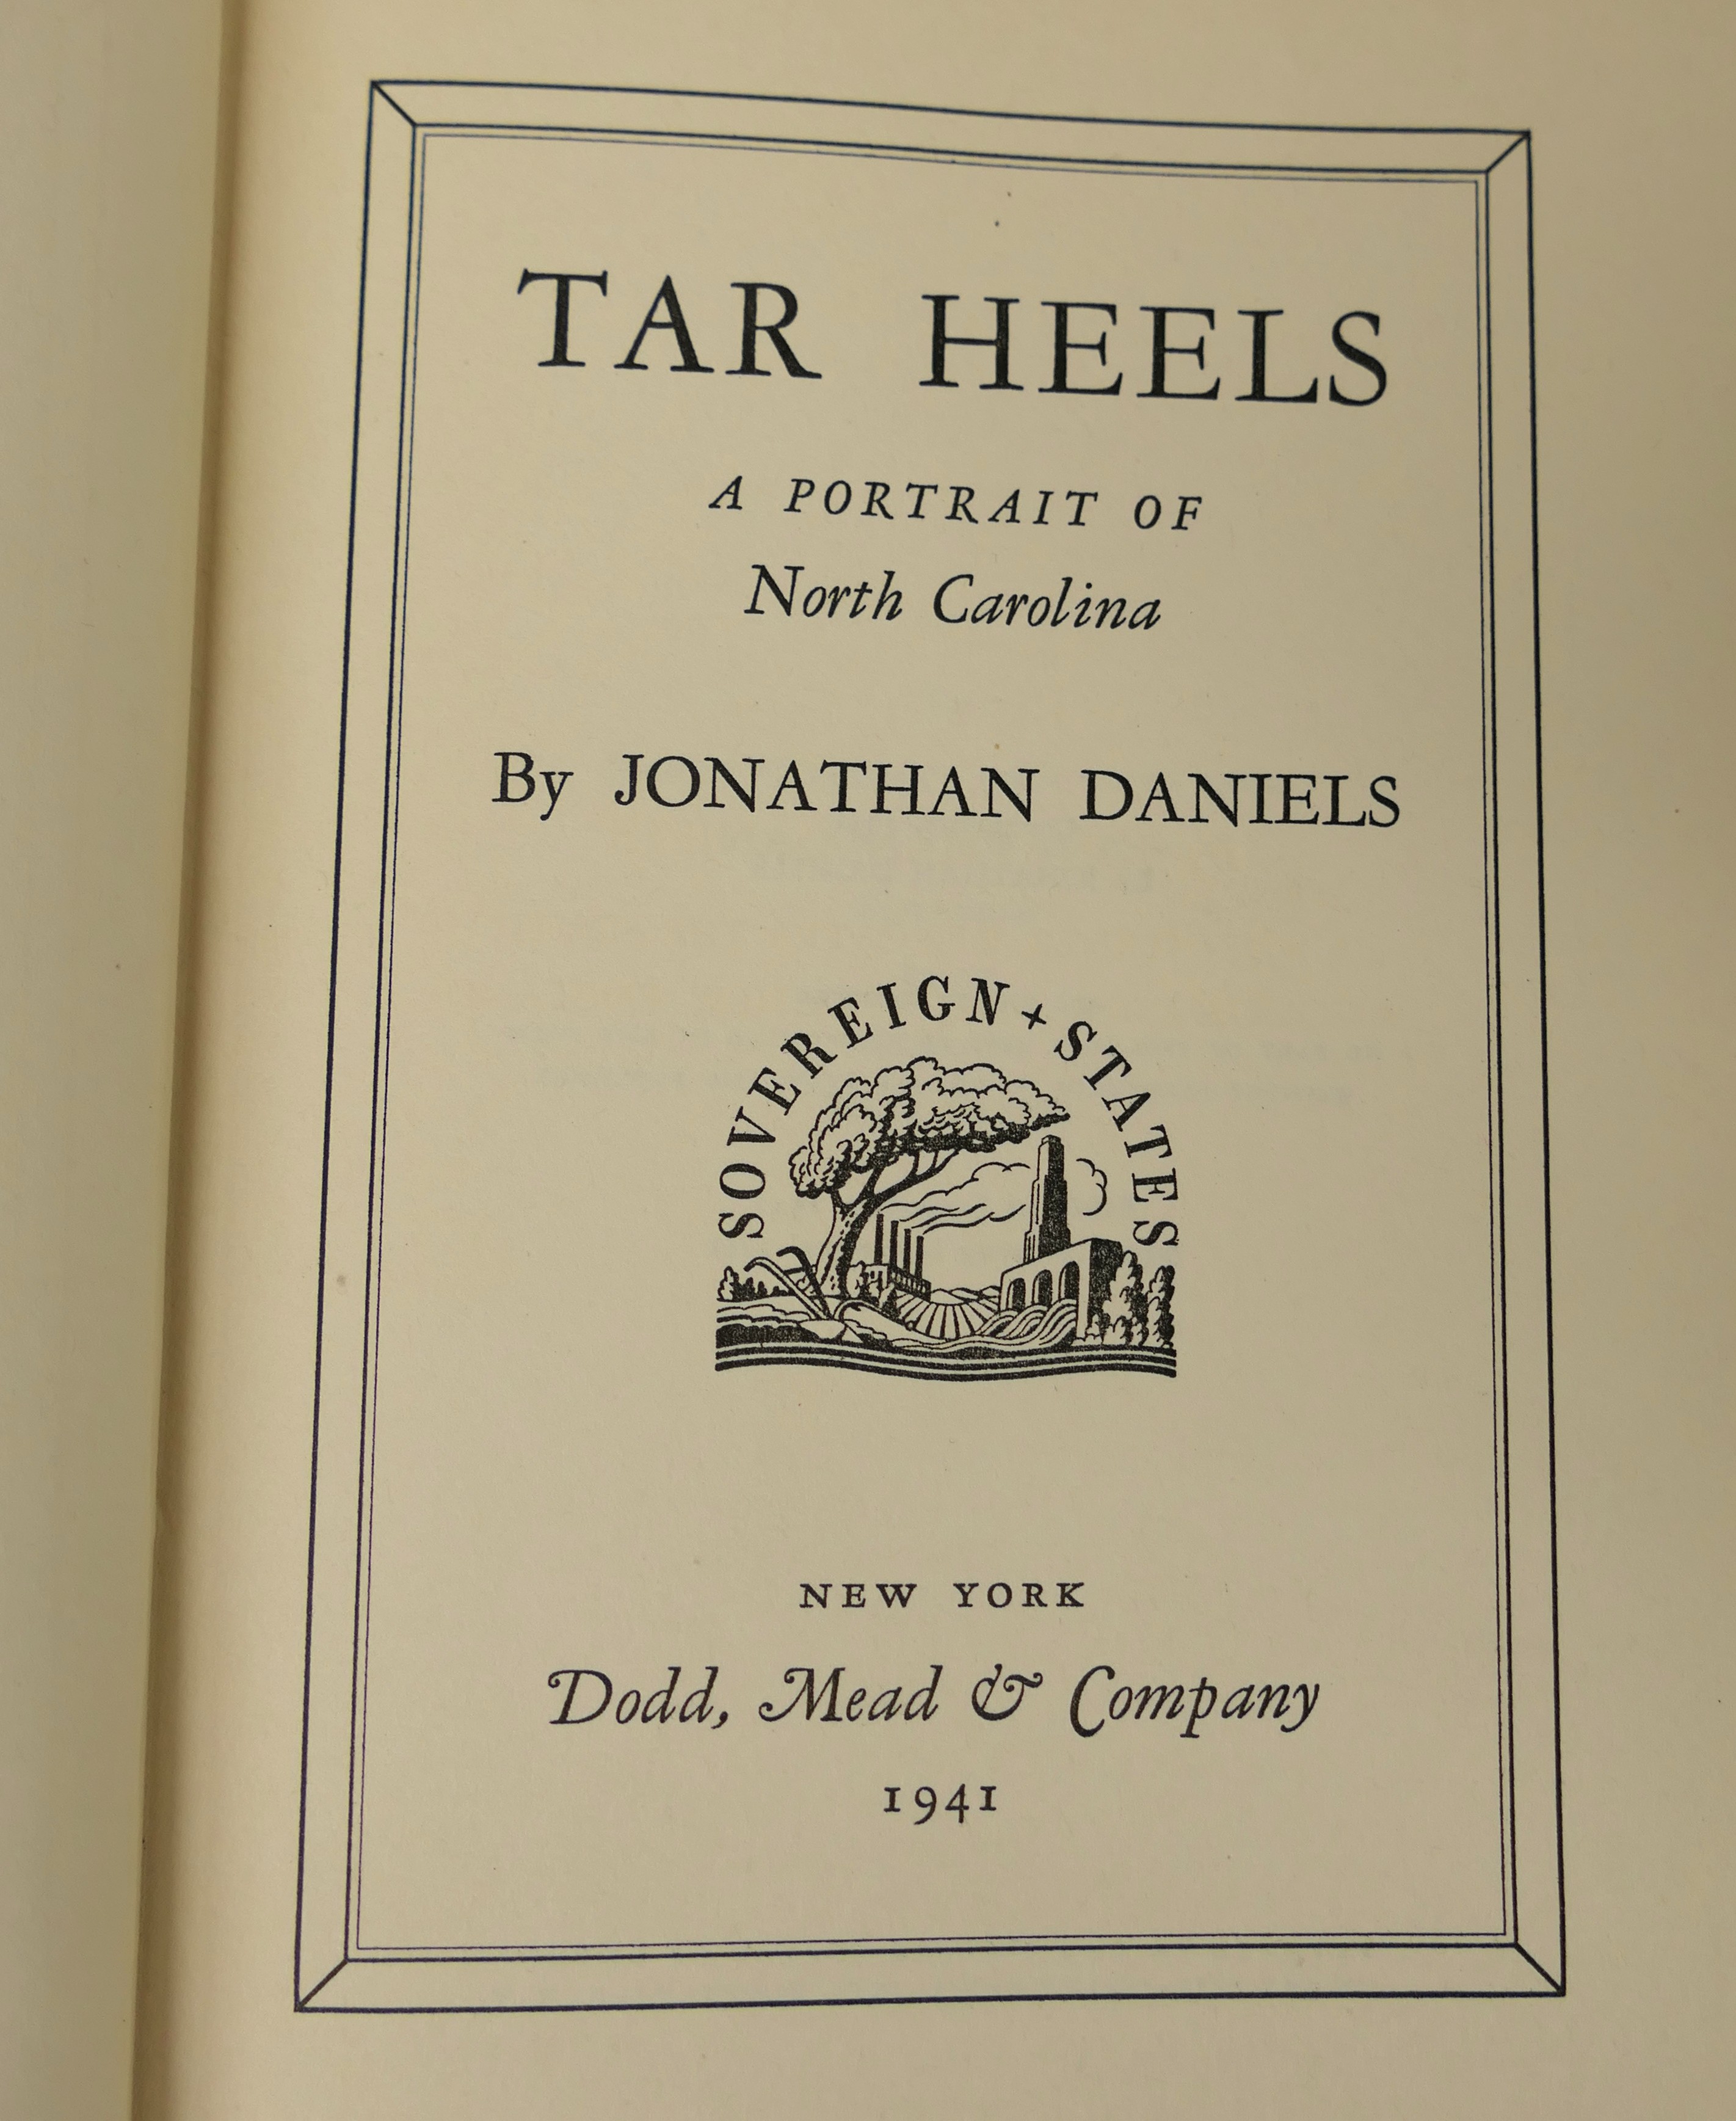 TAR HEELS
A PORTRAIT OF
North Carolina
By JONATHAN DANIELS
SOVEREIGN + STATES
NEW YORK
Dodd, Mead & Company
1941